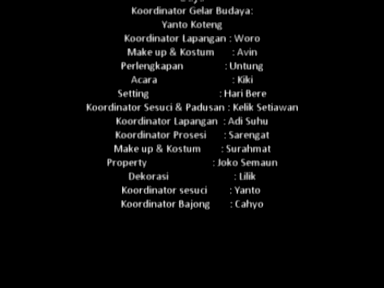 Koordinator Gelar Budaya:
Yanto Koteng
Koordinator Lapangan : Woro
Make up & Kostum : Avin
Perlengkapan : Untung
Acara : Kiki
Setting : Hari Bere
Koordinator Sesuci & Padusan : Kelik Setiawan
Koordinator Lapangan : Adi Suhu
Koordinator Prosesi : Sarengat
Make up & Kostum : Surahmat
Property : Joko Semaun
Dekorasi : Lilik
Koordinator sesuci : Yanto
Koordinator Bajong : Cahyo